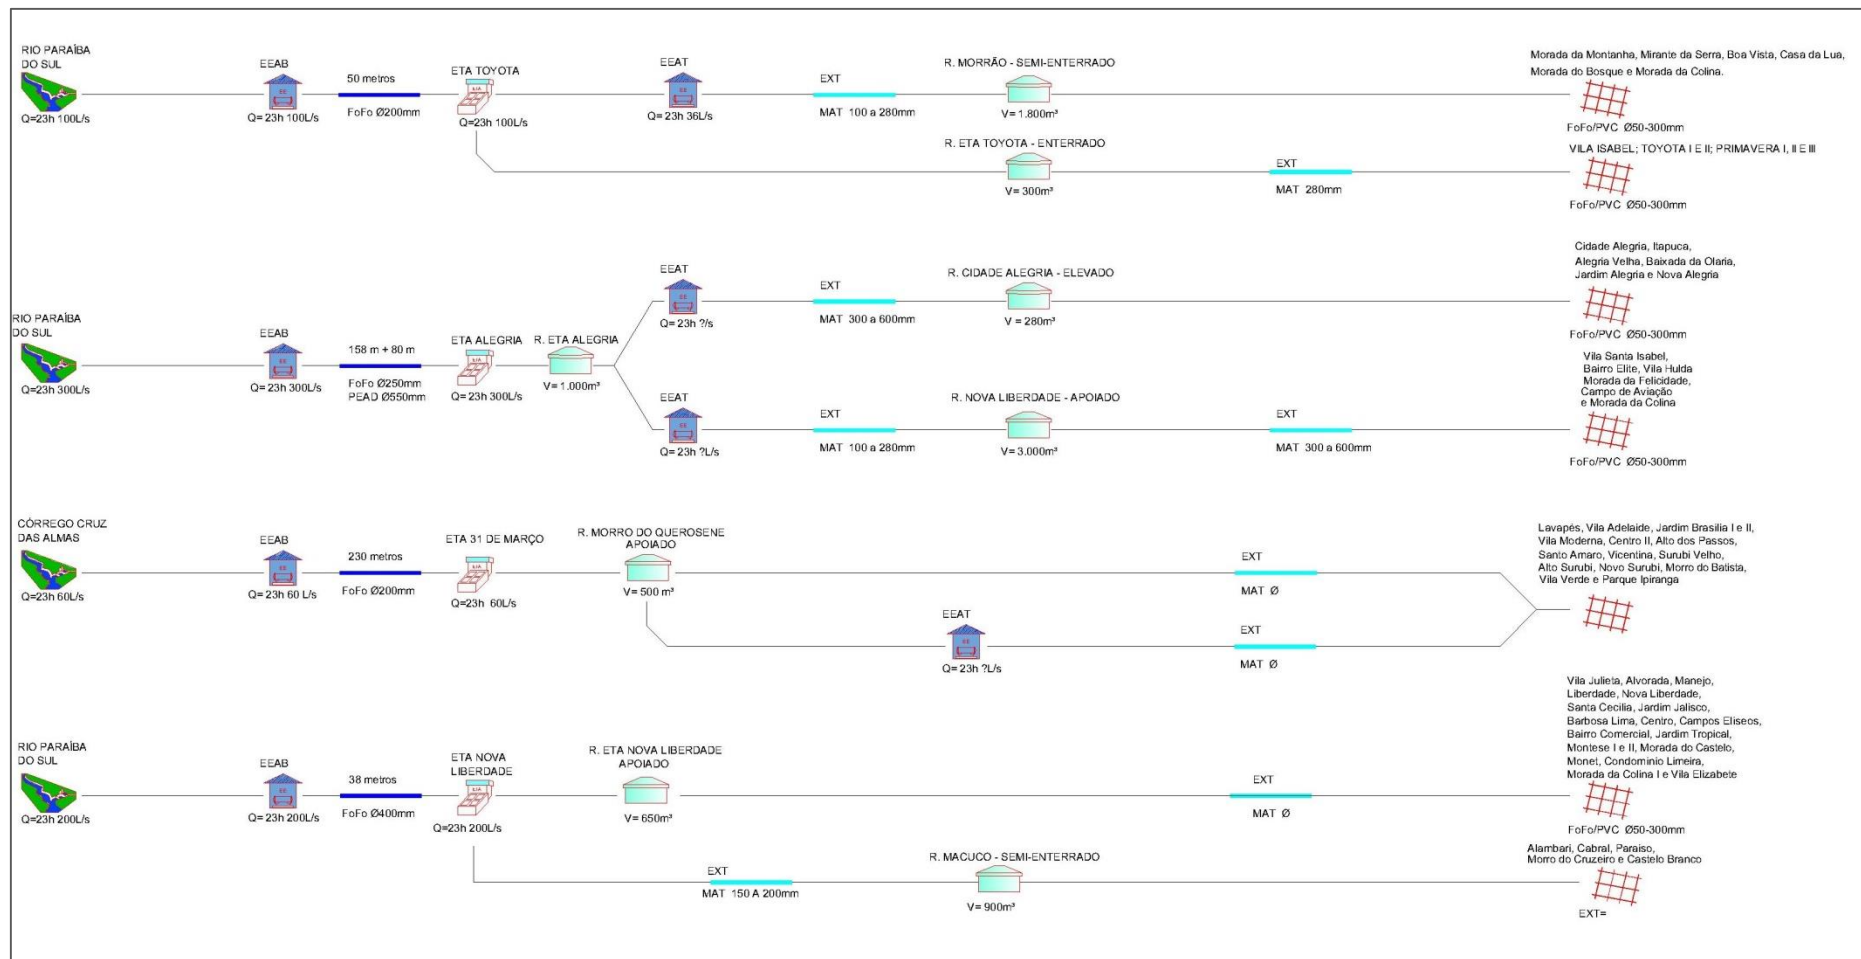 RIO PARAÍBA
DO SUL
Q=23h 100L/s
EEAB
EE
Q= 23h 100L/s
50 metros
FoFo Ø200mm
ETA TOYOTA
Q=23h 100L/s
EEAT
EE
Q= 23h 36L/s
EXT
MAT 100 a 280mm
R. MORRÃO - SEMI-ENTERRADO
V= 1.800m³
Morada da Montanha, Mirante da Serra, Boa Vista, Casa da Lua,
Morada do Bosque e Morada da Colina.
FoFo/PVC Ø50-300mm
R. ETA TOYOTA - ENTERRADO
V= 300m³
EXT
MAT 280mm
VILA ISABEL; TOYOTA I E II; PRIMAVERA I, II E III
FoFo/PVC Ø50-300mm
RIO PARAÍBA
DO SUL
Q=23h 300L/s
EEAB
EE
Q= 23h 300L/s
158 m + 80 m
FoFo Ø250mm
PEAD Ø550mm
ETA ALEGRIA
Q= 23h 300L/s
R. ETA ALEGRIA
V= 1.000m³
EEAT
EE
Q= 23h ?/s
EXT
MAT 300 a 600mm
R. CIDADE ALEGRIA - ELEVADO
V = 280m³
Cidade Alegria, Itapuca,
Alegria Velha, Baixada da Olaria,
Jardim Alegria e Nova Alegria
FoFo/PVC Ø50-300mm
EEAT
EE
Q= 23h ?L/s
EXT
MAT 100 a 280mm
R. NOVA LIBERDADE - APOIADO
V= 3.000m³
EXT
MAT 300 a 600mm
Vila Santa Isabel,
Bairro Elite, Vila Hulda
Morada da Felicidade,
Campo de Aviação
e Morada da Colina
FoFo/PVC Ø50-300mm
CÓRREGO CRUZ
DAS ALMAS
Q=23h 60L/s
EEAB
EE
Q= 23h 60 L/s
230 metros
FoFo Ø200mm
ETA 31 DE MARÇO
Q=23h 60L/s
R. MORRO DO QUEROSENE
APOIADO
V= 500 m³
EXT
MAT Ø
EEAT
EE
Q= 23h ?L/s
EXT
MAT Ø
Lavapés, Vila Adelaide, Jardim Brasilia I e II,
Vila Moderna, Centro II, Alto dos Passos,
Santo Amaro, Vicentina, Surubi Velho,
Alto Surubi, Novo Surubi, Morro do Batista,
Vila Verde e Parque Ipiranga
RIO PARAÍBA
DO SUL
Q=23h 200L/s
EEAB
EE
Q= 23h 200L/s
38 metros
FoFo Ø400mm
ETA NOVA
LIBERDADE
Q=23h 200L/s
R. ETA NOVA LIBERDADE
APOIADO
V= 650m³
EXT
MAT Ø
Vila Julieta, Alvorada, Manejo,
Liberdade, Nova Liberdade,
Santa Cecilia, Jardim Jalisco,
Barbosa Lima, Centro, Campos Eliseos,
Bairro Comercial, Jardim Tropical,
Montese I e II, Morada do Castelo,
Monet, Condominio Limeira,
Morada da Colina I e Vila Elizabete
FoFo/PVC Ø50-300mm
EXT
MAT 150 A 200mm
R. MACUCO - SEMI-ENTERRADO
V= 900m³
Alambari, Cabral, Paraiso,
Morro do Cruzeiro e Castelo Branco
EXT=